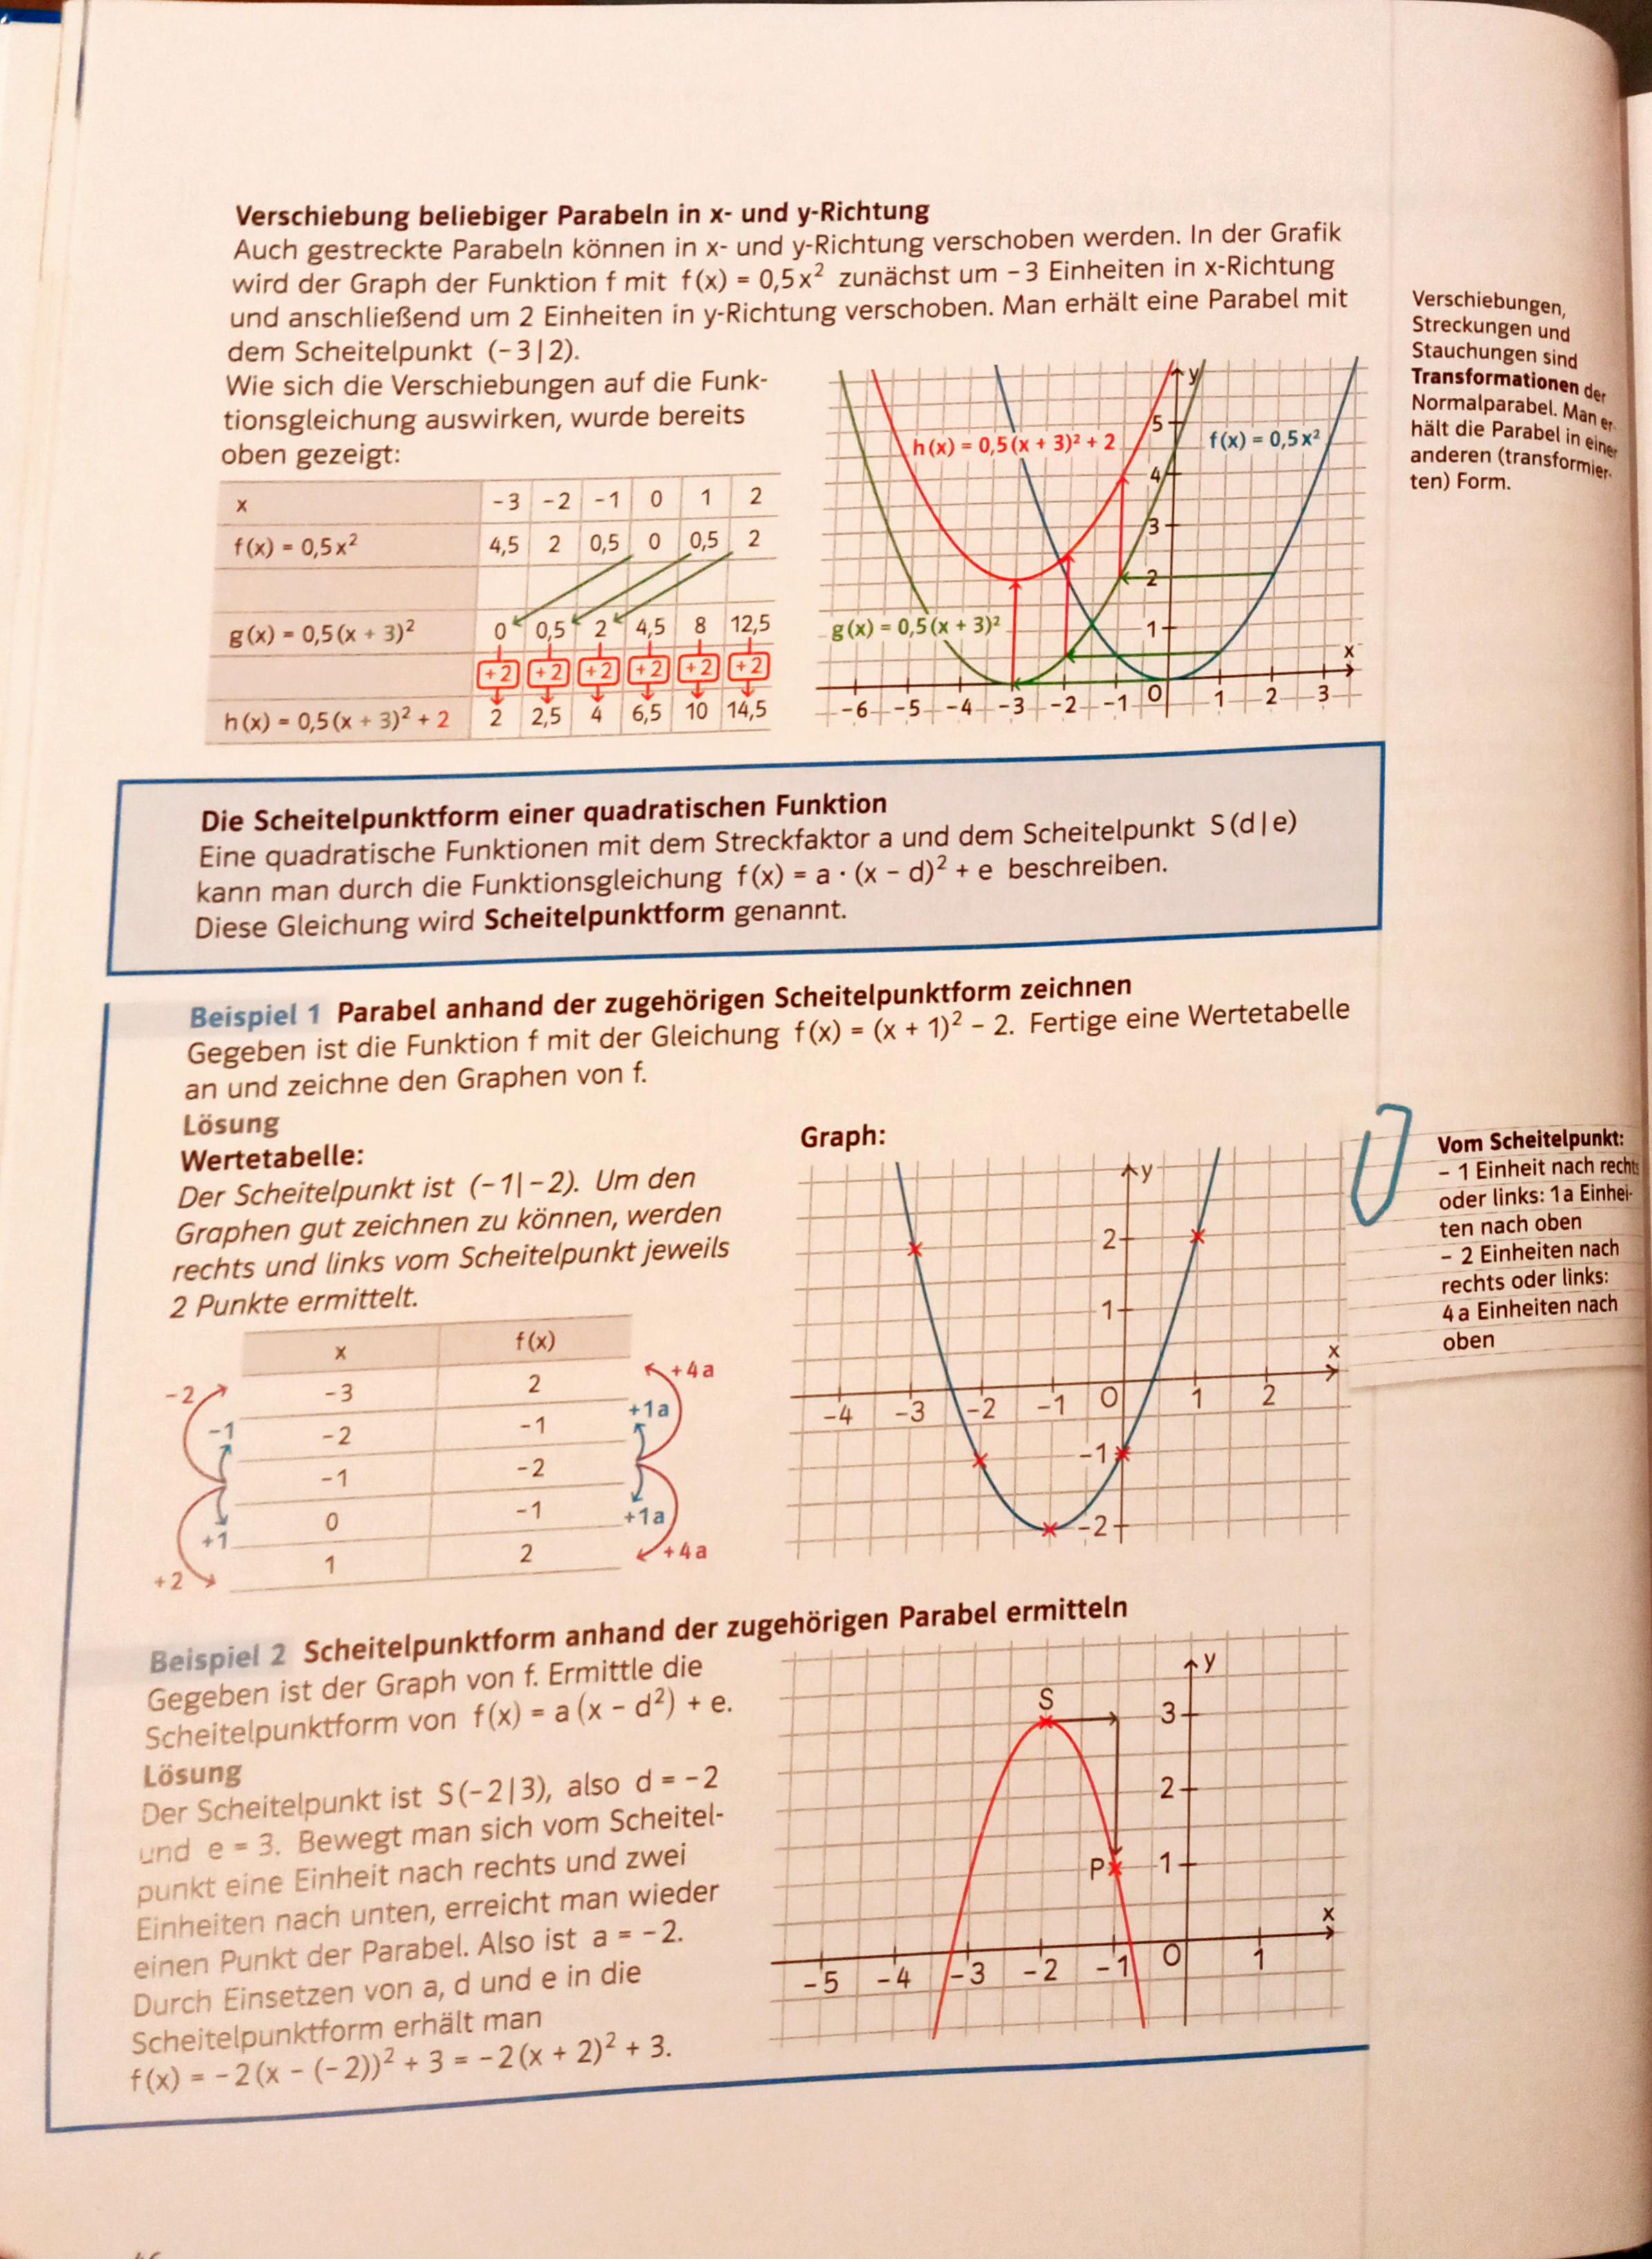 Verschiebung beliebiger Parabeln in x- und y-Richtung
Auch gestreckte Parabeln können in x- und y-Richtung verschoben werden. In der Grafik
wird der Graph der Funktion f mit f(x) = 0,5x² zunächst um −3 Einheiten in x-Richtung
und anschließend um 2 Einheiten in y-Richtung verschoben. Man erhält eine Parabel mit
dem Scheitelpunkt (−3|2).
Wie sich die Verschiebungen auf die Funk-
tionsgleichung auswirken, wurde bereits
oben gezeigt:
x −3 −2 −1 0 1 2
f(x) = 0,5x² 4,5 2 0,5 0 0,5 2
g(x) = 0,5(x + 3)² 0 0,5 2 4,5 8 12,5
+2 +2 +2 +2 +2 +2
h(x) = 0,5(x + 3)² + 2 2 2,5 4 6,5 10 14,5
y
5
h(x) = 0,5(x + 3)² + 2
f(x) = 0,5x²
4
3
2
g(x) = 0,5(x + 3)²
1
x
−6 −5 −4 −3 −2 −1 0 1 2 3
Verschiebungen,
Streckungen und
Stauchungen sind
Transformationen der
Normalparabel. Man er-
hält die Parabel in einer
anderen (transformier-
ten) Form.
Die Scheitelpunktform einer quadratischen Funktion
Eine quadratische Funktionen mit dem Streckfaktor a und dem Scheitelpunkt S(d|e)
kann man durch die Funktionsgleichung f(x) = a · (x − d)² + e beschreiben.
Diese Gleichung wird Scheitelpunktform genannt.
Beispiel 1 Parabel anhand der zugehörigen Scheitelpunktform zeichnen
Gegeben ist die Funktion f mit der Gleichung f(x) = (x + 1)² − 2. Fertige eine Wertetabelle
an und zeichne den Graphen von f.
Lösung
Wertetabelle:
Der Scheitelpunkt ist (−1|−2). Um den
Graphen gut zeichnen zu können, werden
rechts und links vom Scheitelpunkt jeweils
2 Punkte ermittelt.
x f(x)
−3 2
−2 −1
−1 −2
0 −1
1 2
−2
−1
+1
+2
+4a
+1a
+1a
+4a
Graph:
y
2
1
x
−4 −3 −2 −1 0 1 2
−1
−2
Vom Scheitelpunkt:
– 1 Einheit nach rechts
oder links: 1a Einhei-
ten nach oben
– 2 Einheiten nach
rechts oder links:
4a Einheiten nach
oben
Beispiel 2 Scheitelpunktform anhand der zugehörigen Parabel ermitteln
Gegeben ist der Graph von f. Ermittle die
Scheitelpunktform von f(x) = a(x − d²) + e.
Lösung
Der Scheitelpunkt ist S(−2|3), also d = −2
und e = 3. Bewegt man sich vom Scheitel-
punkt eine Einheit nach rechts und zwei
Einheiten nach unten, erreicht man wieder
einen Punkt der Parabel. Also ist a = −2.
Durch Einsetzen von a, d und e in die
Scheitelpunktform erhält man
f(x) = −2(x − (−2))² + 3 = −2(x + 2)² + 3.
y
S
3
2
P
1
x
−5 −4 −3 −2 −1 0 1